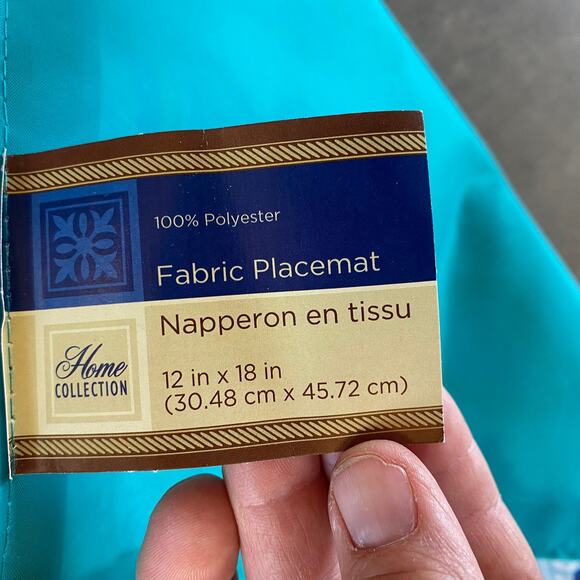 100% Polyester
Fabric Placemat
Napperon en tissu
Home
COLLECTION
12 in x 18 in
(30.48 cm x 45.72 cm)